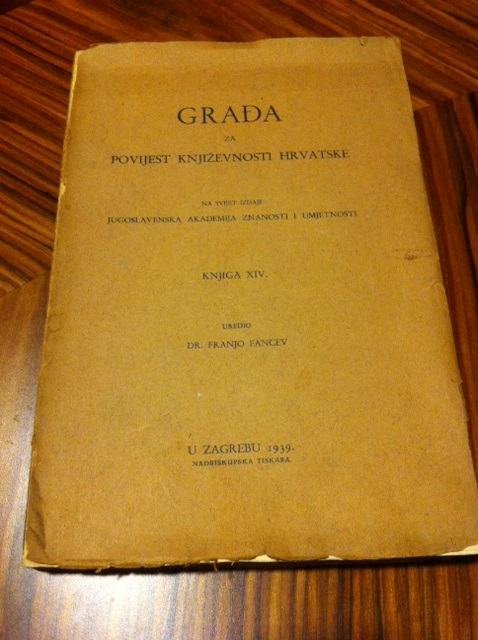 GRAĐA
ZA
POVIJEST KNJIŽEVNOSTI HRVATSKE
NA SVIJET IZDAJE
JUGOSLAVENSKA AKADEMIJA ZNANOSTI I UMJETNOSTI
KNJIGA XIV.
UREDIO
DR. FRANJO FANCEV
U ZAGREBU 1939.
NADBISKUPSKA TISKARA